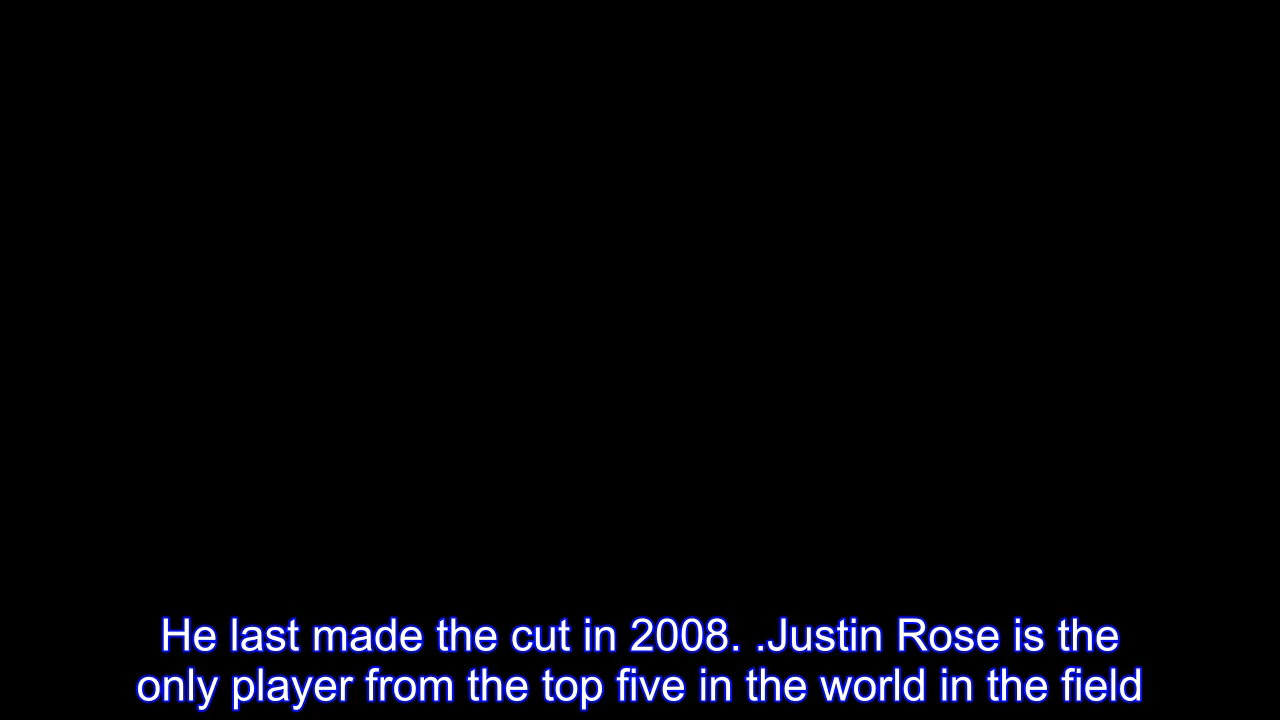 He last made the cut in 2008. .Justin Rose is the
only player from the top five in the world in the field